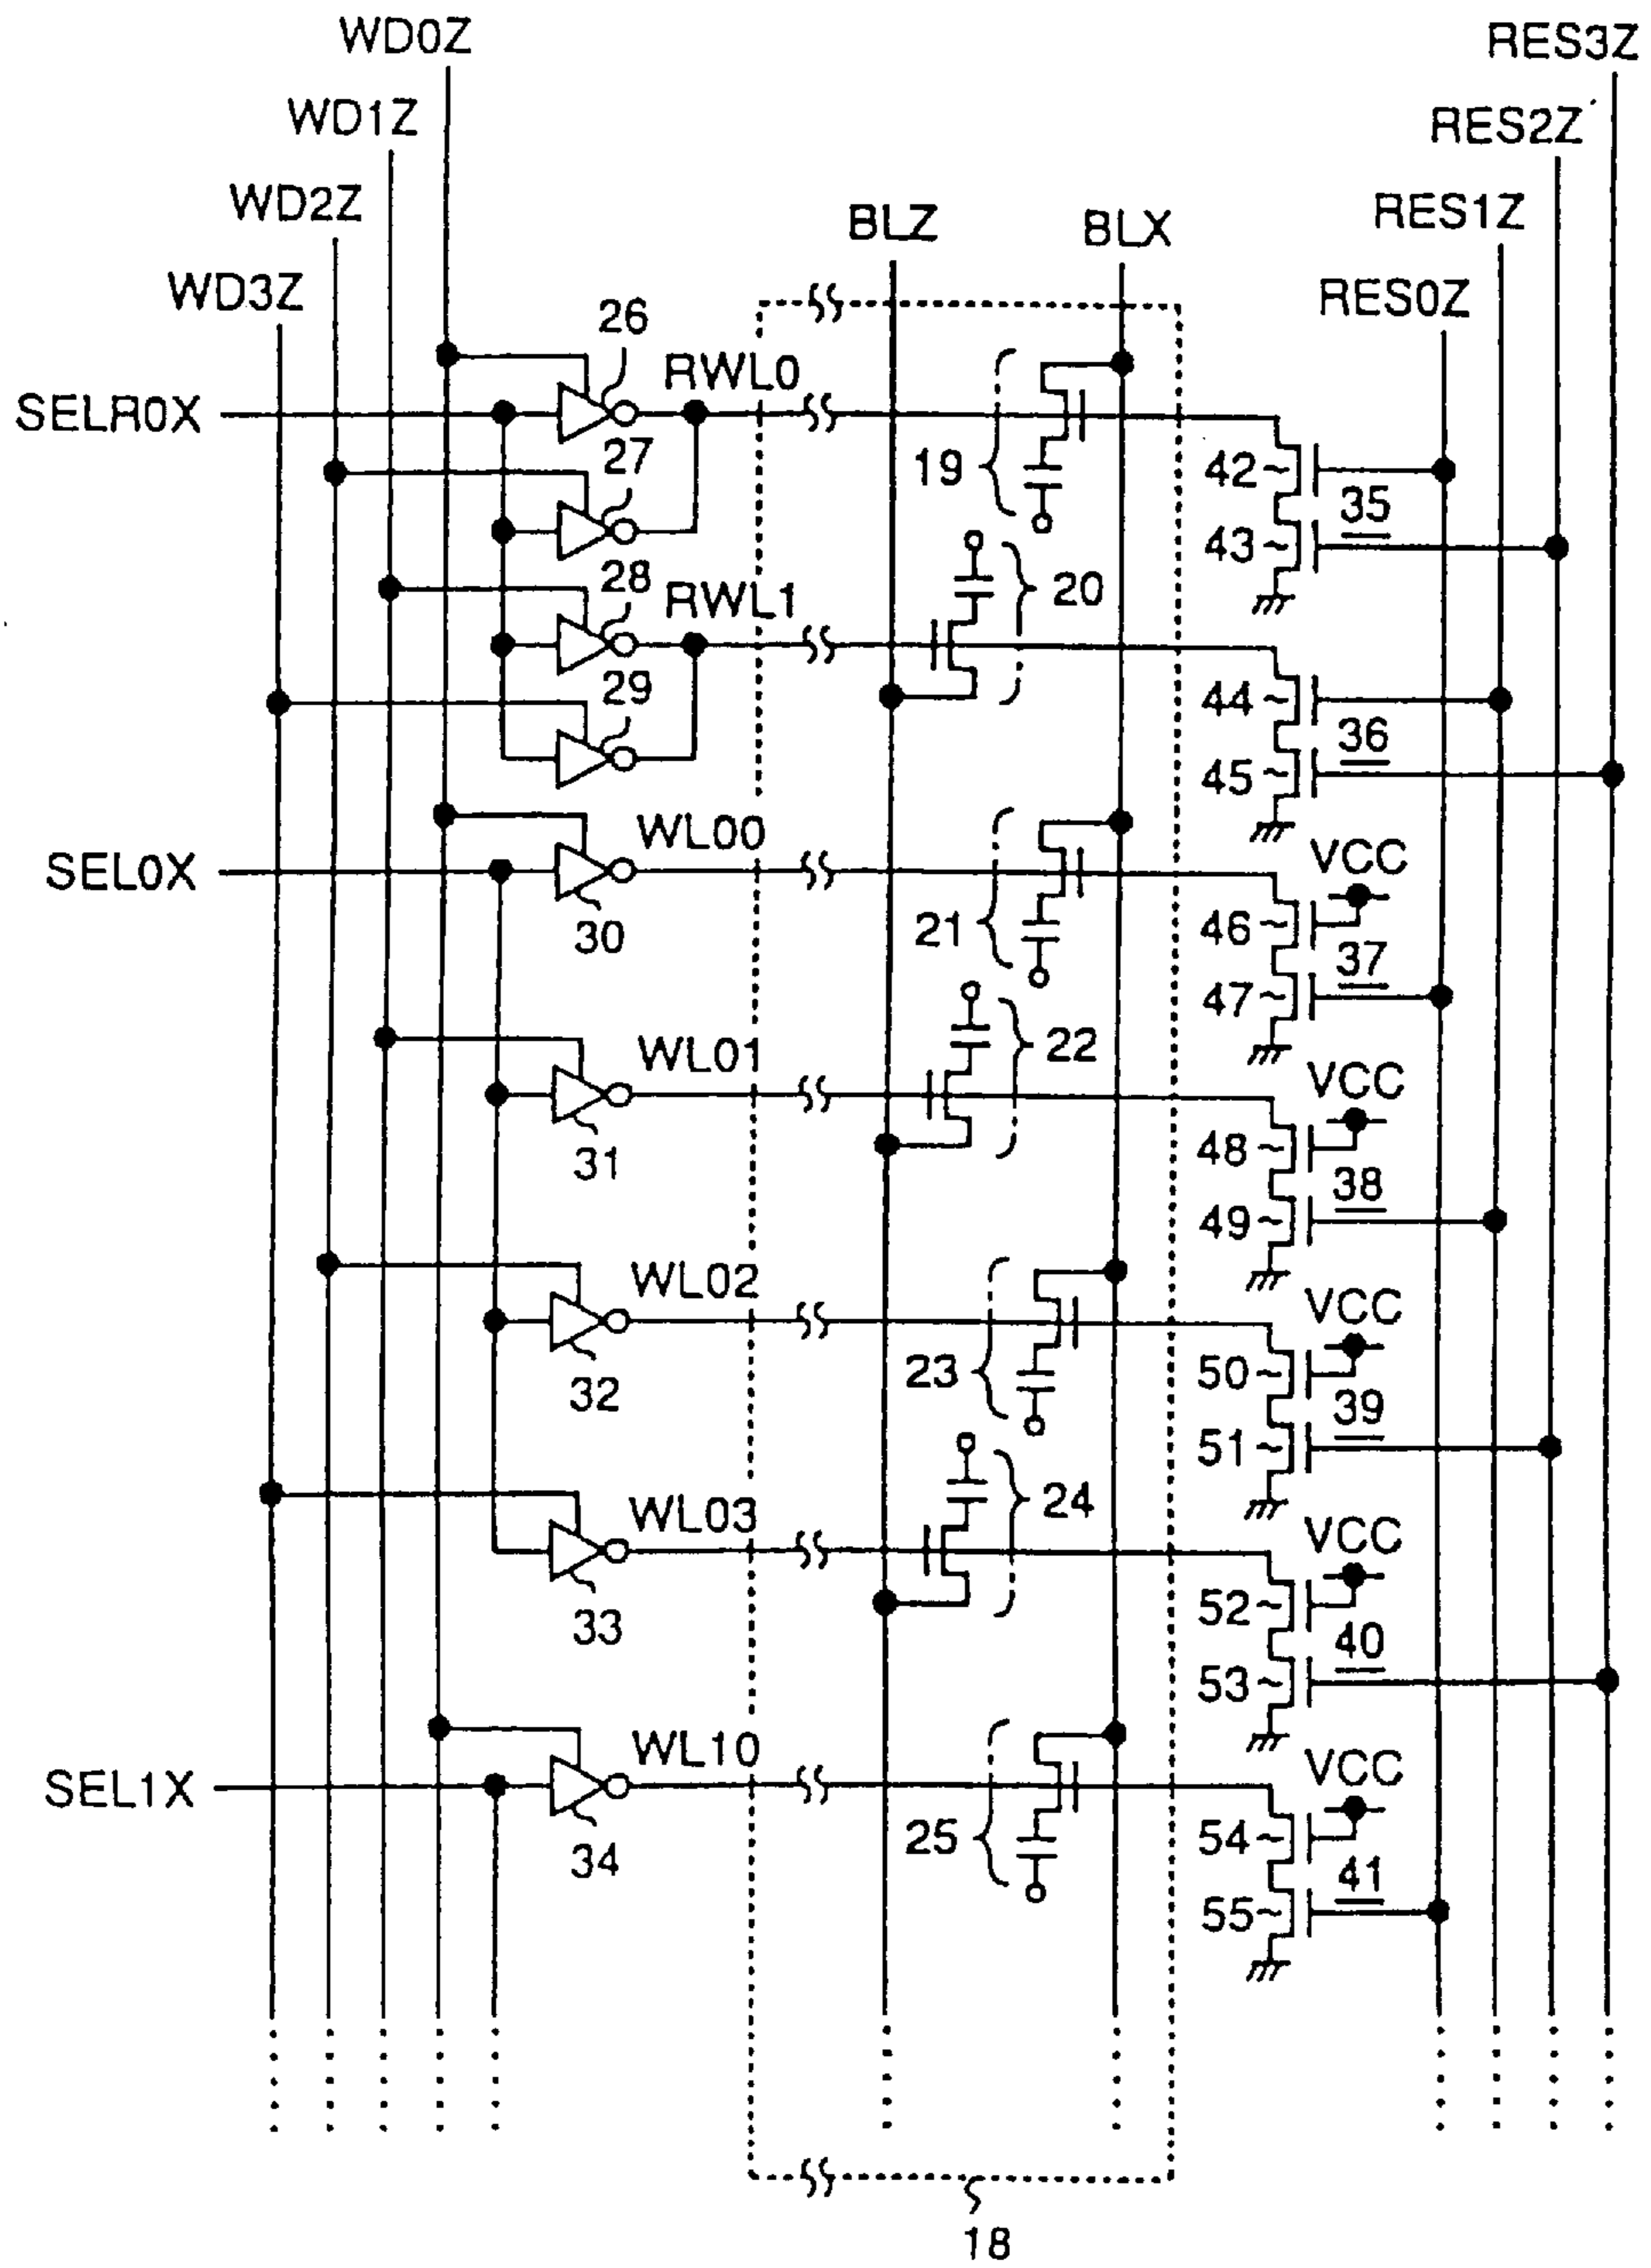 WD0Z
RES3Z
WD1Z
RES2Z
WD2Z
BLZ
BLX
RES1Z
WD3Z
RES0Z
26
RWL0
SELR0X
27
19
42
35
43
28
RWL1
20
29
44
36
45
WL00
VCC
SEL0X
30
21
46
37
47
WL01
22
VCC
31
48
38
49
WL02
VCC
32
23
50
39
51
WL03
24
VCC
33
52
40
53
WL10
VCC
SEL1X
34
25
54
41
55
18